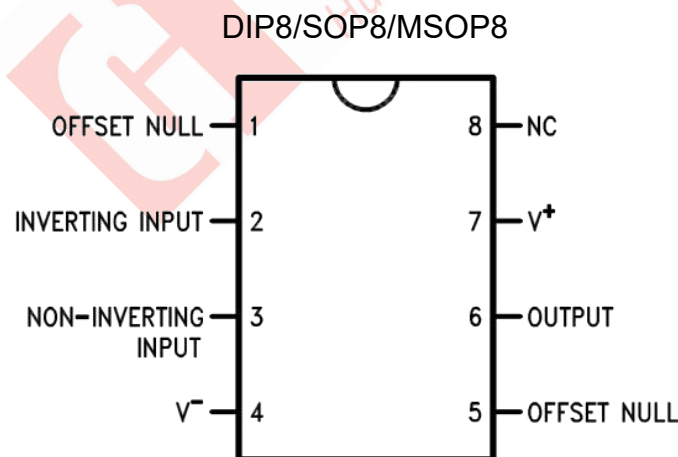 DIP8/SOP8/MSOP8
OFFSET NULL 1 8 NC
INVERTING INPUT 2 7 V+
NON-INVERTING 3 6 OUTPUT
INPUT
V- 4 5 OFFSET NULL